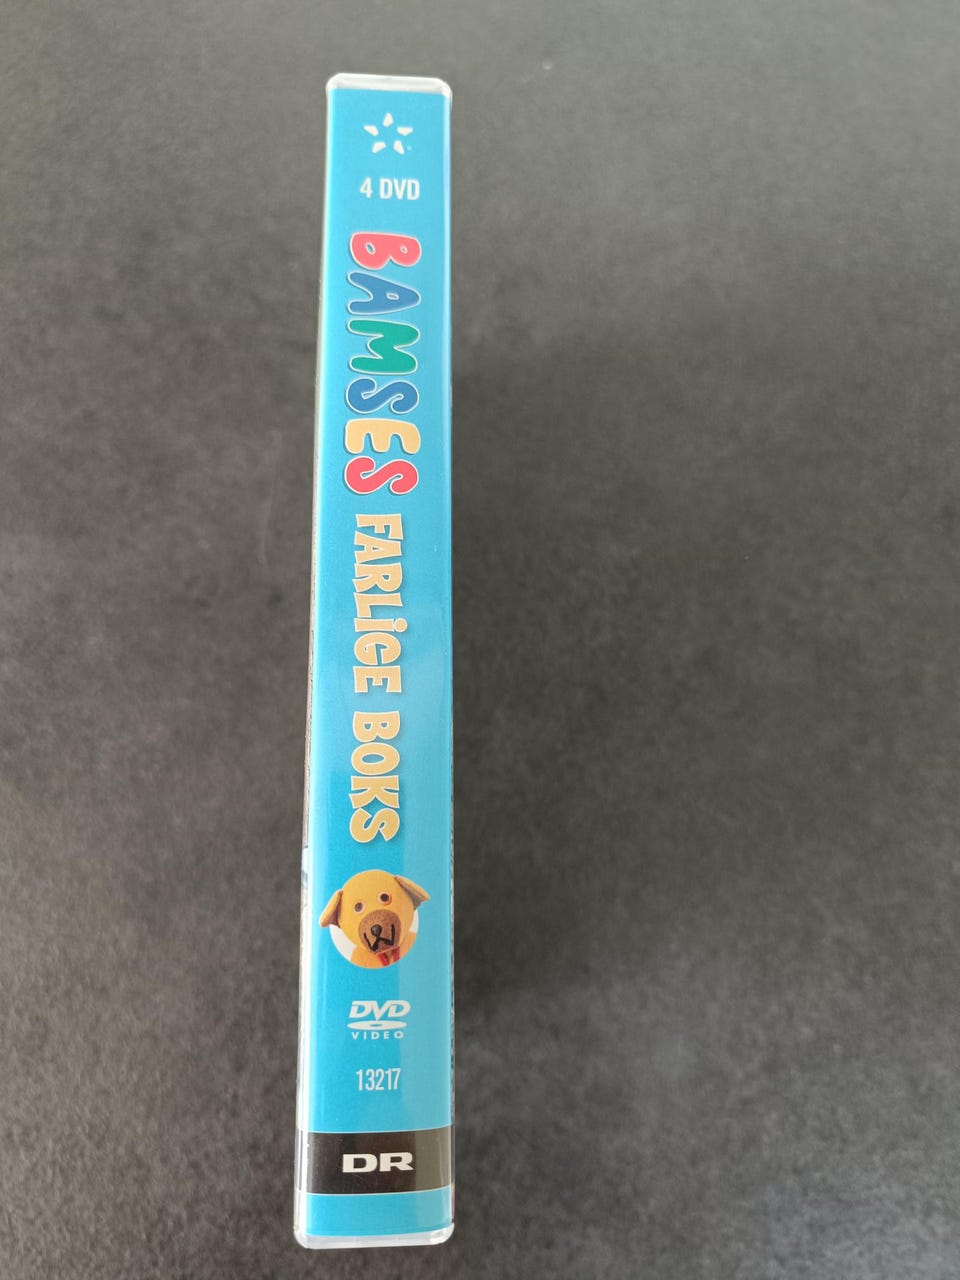 4 DVD
BAMSES FARLiGE BOKS
DVD
VIDEO
13217
DR